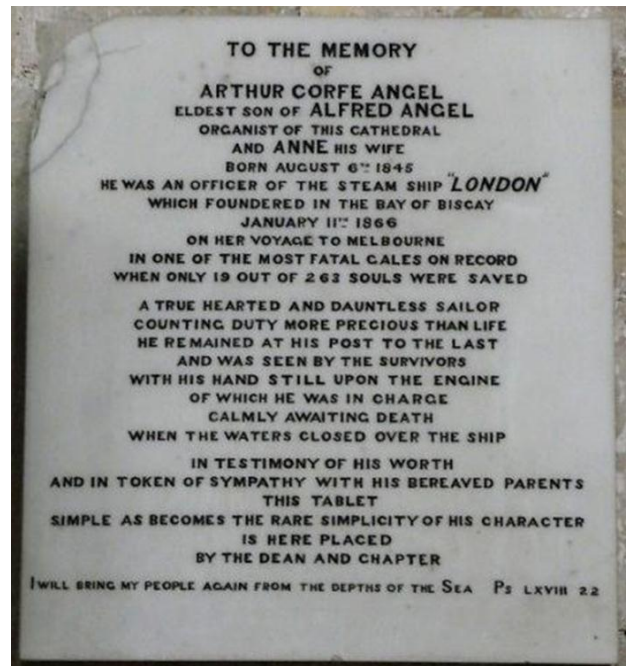 TO THE MEMORY
OF
ARTHUR CORFE ANGEL
ELDEST SON OF ALFRED ANGEL
ORGANIST OF THIS CATHEDRAL
AND ANNE HIS WIFE
BORN AUGUST 6TH 1845
HE WAS AN OFFICER OF THE STEAM SHIP "LONDON"
WHICH FOUNDERED IN THE BAY OF BISCAY
JANUARY 11TH 1866
ON HER VOYAGE TO MELBOURNE
IN ONE OF THE MOST FATAL GALES ON RECORD
WHEN ONLY 19 OUT OF 263 SOULS WERE SAVED
A TRUE HEARTED AND DAUNTLESS SAILOR
COUNTING DUTY MORE PRECIOUS THAN LIFE
HE REMAINED AT HIS POST TO THE LAST
AND WAS SEEN BY THE SURVIVORS
WITH HIS HAND STILL UPON THE ENGINE
OF WHICH HE WAS IN CHARGE
CALMLY AWAITING DEATH
WHEN THE WATERS CLOSED OVER THE SHIP
IN TESTIMONY OF HIS WORTH
AND IN TOKEN OF SYMPATHY WITH HIS BEREAVED PARENTS
THIS TABLET
SIMPLE AS BECOMES THE RARE SIMPLICITY OF HIS CHARACTER
IS HERE PLACED
BY THE DEAN AND CHAPTER
I WILL BRING MY PEOPLE AGAIN FROM THE DEPTHS OF THE SEA PS LXVIII 22